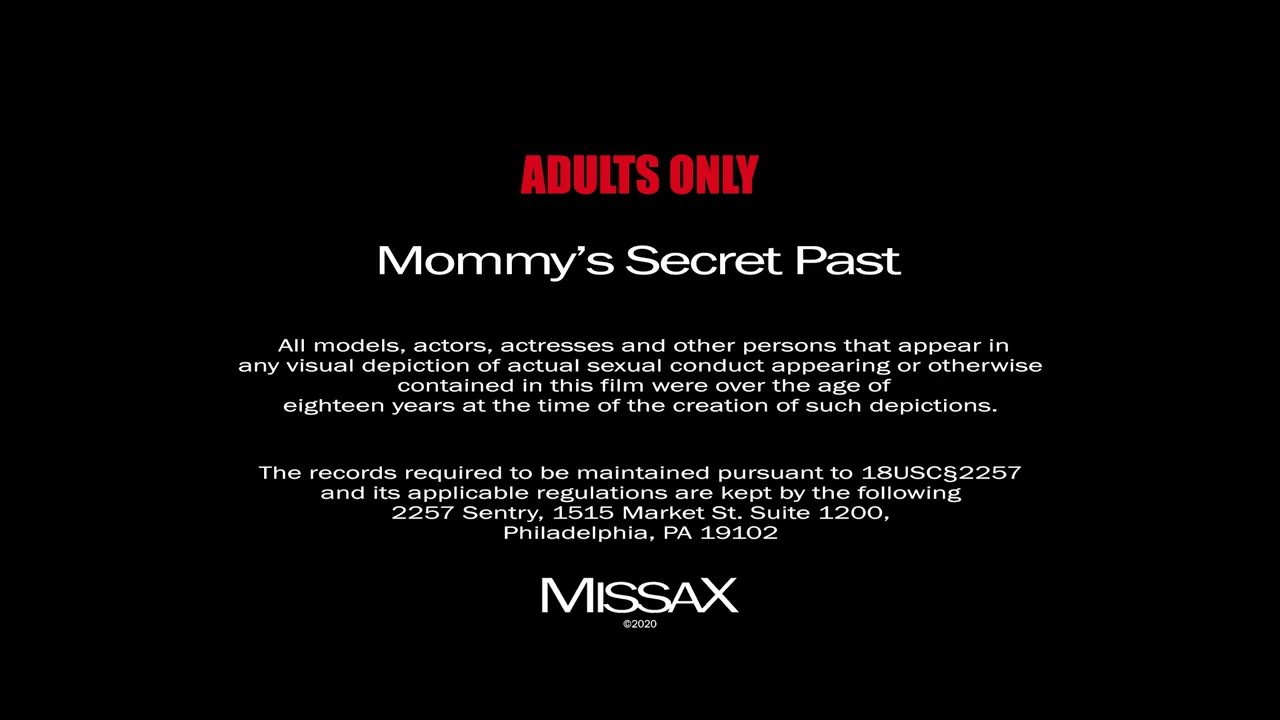 ADULTS ONLY
Mommy’s Secret Past
All models, actors, actresses and other persons that appear in
any visual depiction of actual sexual conduct appearing or otherwise
contained in this film were over the age of
eighteen years at the time of the creation of such depictions.
The records required to be maintained pursuant to 18USC§2257
and its applicable regulations are kept by the following
2257 Sentry, 1515 Market St. Suite 1200,
Philadelphia, PA 19102
MISSAX
©2020